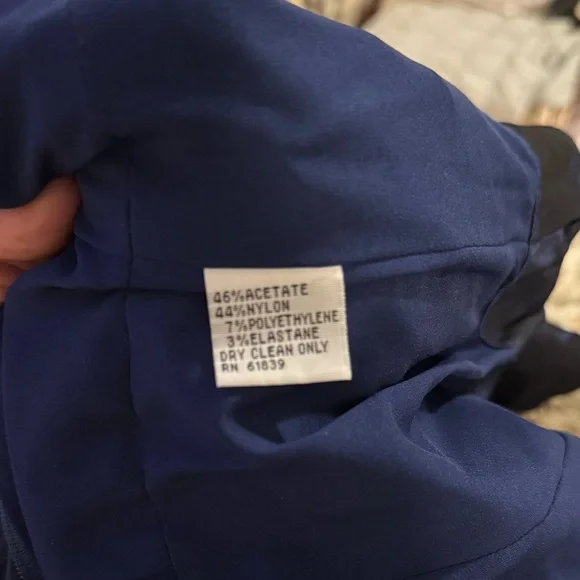 46%ACETATE
44%NYLON
7%POLYETHYLENE
3%ELASTANE
DRY CLEAN ONLY
RN 61839